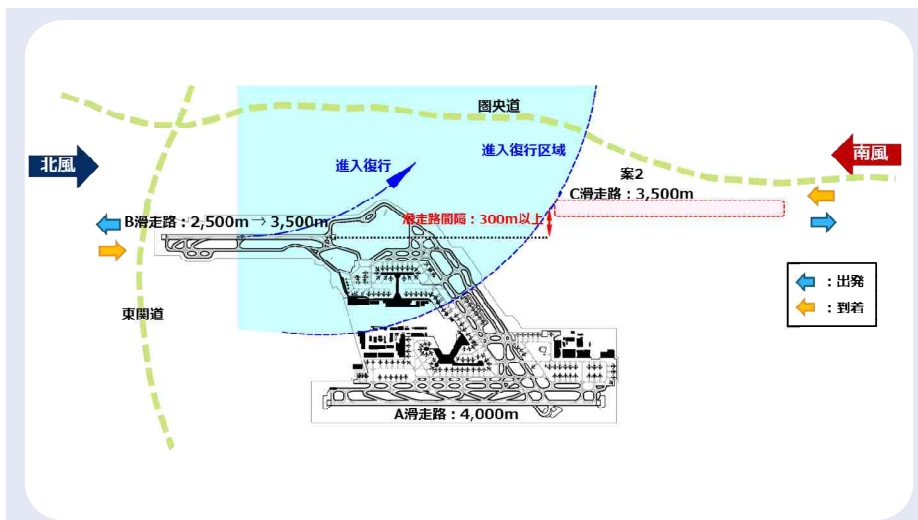 圏央道
進入復行区域
北風
進入復行
南風
案2
C滑走路：3,500m
B滑走路：2,500m→3,500m
滑走路間隔：300m以上
：出発
：到着
東関道
A滑走路：4,000m